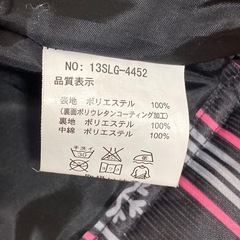 NO: 13SLG-4452
品質表示
表地 ポリエステル 100%
(裏面ポリウレタンコーティング加工)
裏地 ポリエステル 100%
中綿 ポリエステル 100%